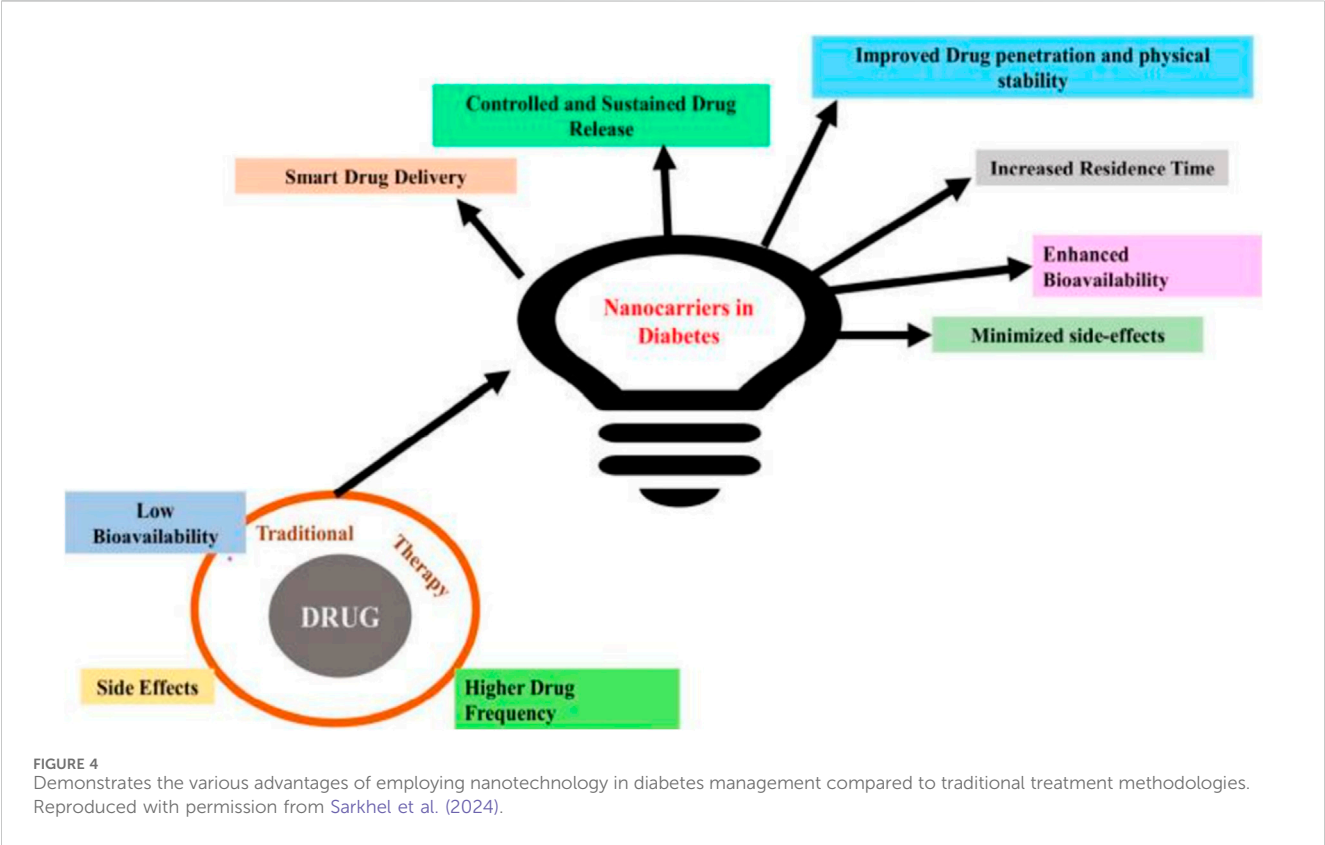 Improved Drug penetration and physical
stability
Controlled and Sustained Drug
Release
Smart Drug Delivery
Increased Residence Time
Enhanced
Bioavailability
Nanocarriers in
Diabetes
Minimized side-effects
Low
Bioavailability
Traditional
Therapy
DRUG
Side Effects
Higher Drug
Frequency
FIGURE 4
Demonstrates the various advantages of employing nanotechnology in diabetes management compared to traditional treatment methodologies.
Reproduced with permission from Sarkhel et al. (2024).